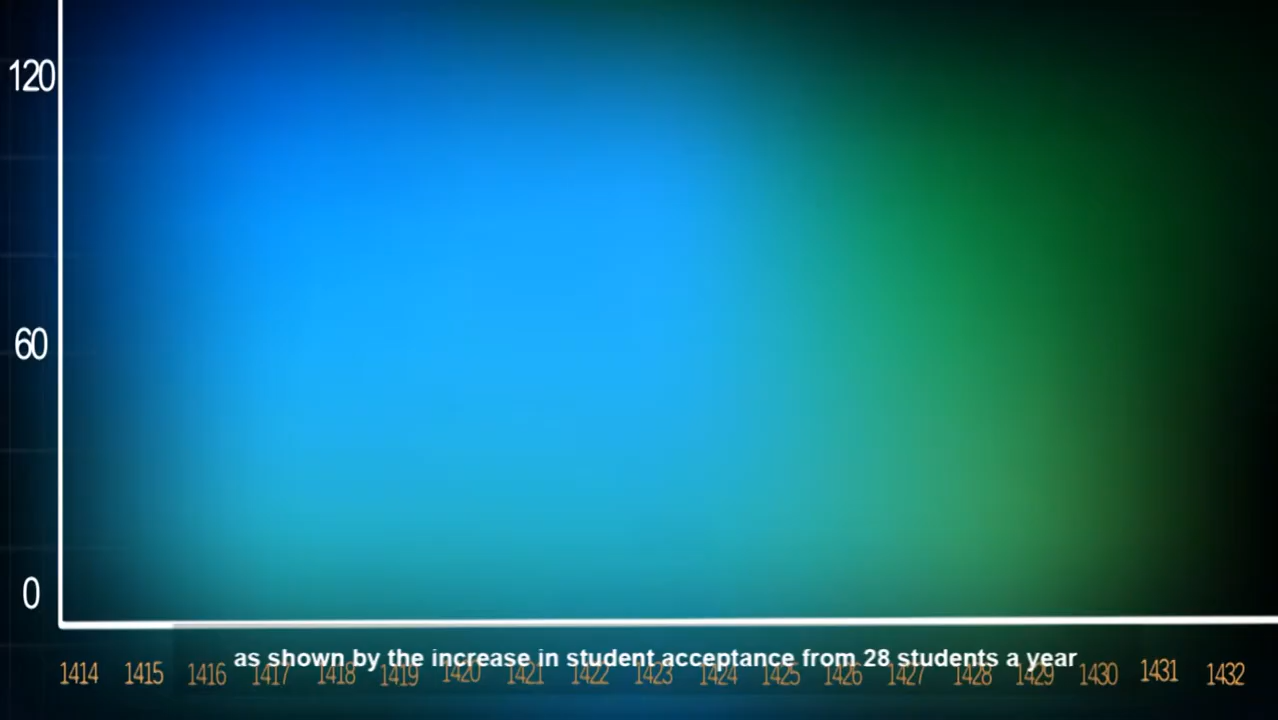 120
60
0
as shown by the increase in student acceptance from 28 students a year
1414 1415 1416 1417 1418 1419 1420 1421 1422 1423 1424 1425 1426 1427 1428 1429 1430 1431 1432